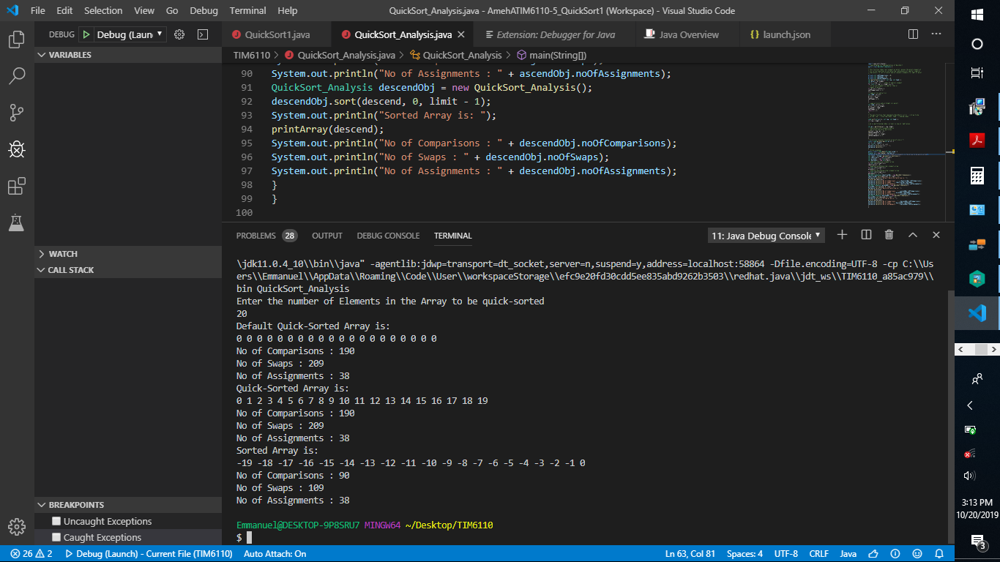 File Edit Selection View Go Debug Terminal Help
QuickSort_Analysis.java - AmehATIM6110-5_QuickSort1 (Workspace) - Visual Studio Code
DEBUG Debug (Laun
QuickSort1.java QuickSort_Analysis.java Extension: Debugger for Java Java Overview launch.json
VARIABLES
TIM6110 > QuickSort_Analysis.java > QuickSort_Analysis > main(String[])
90 System.out.println("No of Assignments : " + ascendObj.noOfAssignments);
91 QuickSort_Analysis descendObj = new QuickSort_Analysis();
92 descendObj.sort(descend, 0, limit - 1);
93 System.out.println("Sorted Array is: ");
94 printArray(descend);
95 System.out.println("No of Comparisons : " + descendObj.noOfComparisons);
96 System.out.println("No of Swaps : " + descendObj.noOfSwaps);
97 System.out.println("No of Assignments : " + descendObj.noOfAssignments);
98 }
99 }
100
WATCH
CALL STACK
BREAKPOINTS
Uncaught Exceptions
Caught Exceptions
PROBLEMS 28 OUTPUT DEBUG CONSOLE TERMINAL
11: Java Debug Console
\jdk11.0.4_10\\bin\\java" -agentlib:jdwp=transport=dt_socket,server=n,suspend=y,address=localhost:58864 -Dfile.encoding=UTF-8 -cp C:\\Us
ers\\Emmanuel\\AppData\\Roaming\\Code\\User\\workspaceStorage\\efc9e20fd30cdd5ee835abd9262b3503\\redhat.java\\jdt_ws\\TIM6110_a85ac979\\
bin QuickSort_Analysis
Enter the number of Elements in the Array to be quick-sorted
20
Default Quick-Sorted Array is:
0 0 0 0 0 0 0 0 0 0 0 0 0 0 0 0 0 0 0 0
No of Comparisons : 190
No of Swaps : 209
No of Assignments : 38
Quick-Sorted Array is:
0 1 2 3 4 5 6 7 8 9 10 11 12 13 14 15 16 17 18 19
No of Comparisons : 190
No of Swaps : 209
No of Assignments : 38
Sorted Array is:
-19 -18 -17 -16 -15 -14 -13 -12 -11 -10 -9 -8 -7 -6 -5 -4 -3 -2 -1 0
No of Comparisons : 90
No of Swaps : 109
No of Assignments : 38
Emmanuel@DESKTOP-9P8SRU7 MINGW64 ~/Desktop/TIM6110
$
26 2 Debug (Launch) - Current File (TIM6110) Auto Attach: On
Ln 63, Col 81 Spaces: 4 UTF-8 CRLF Java
3:13 PM
10/20/2019
3